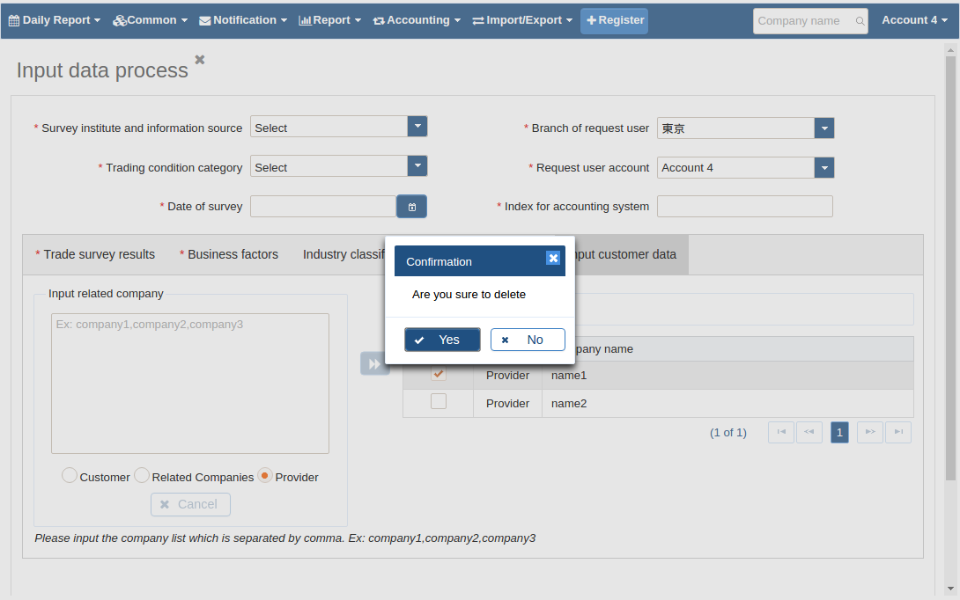 Daily Report Common Notification Report Accounting Import/Export Register Company name Account 4
Input data process
* Survey institute and information source Select * Branch of request user 東京
* Trading condition category Select * Request user account Account 4
* Date of survey * Index for accounting system
* Trade survey results * Business factors Industry classif nput customer data
Confirmation
Are you sure to delete
Yes No
Input related company
Ex: company1,company2,company3
pany name
Provider name1
Provider name2
(1 of 1) 1
Customer Related Companies Provider
Cancel
Please input the company list which is separated by comma. Ex: company1,company2,company3